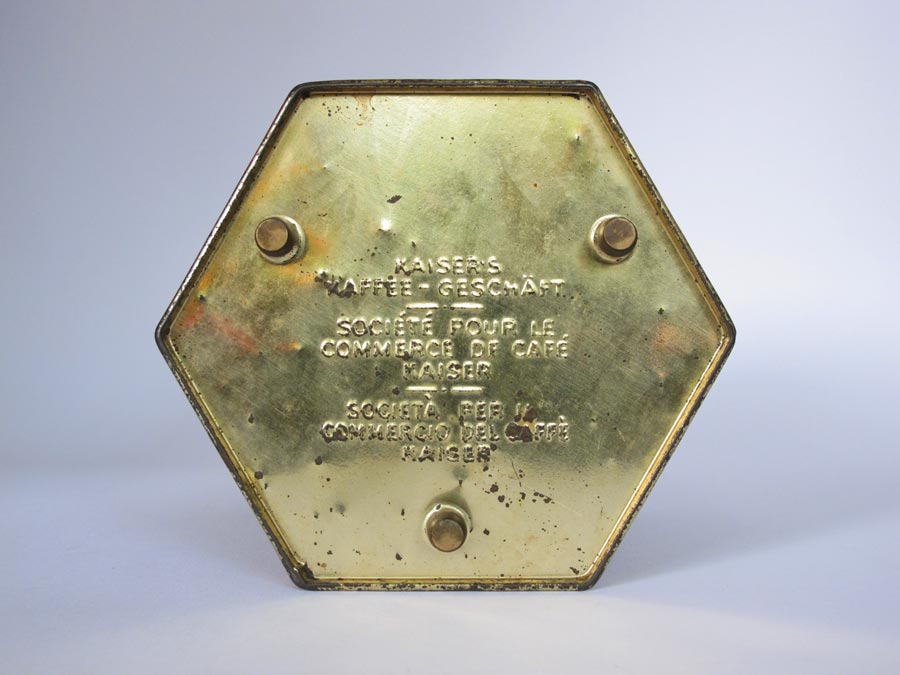 KAISER'S
KAFFEE-GESCHÄFT
SOCIÉTÉ POUR LE
COMMERCE DE CAFÉ
KAISER
SOCIETÀ PER IL
COMMERCIO DEL CAFFÈ
KAISER